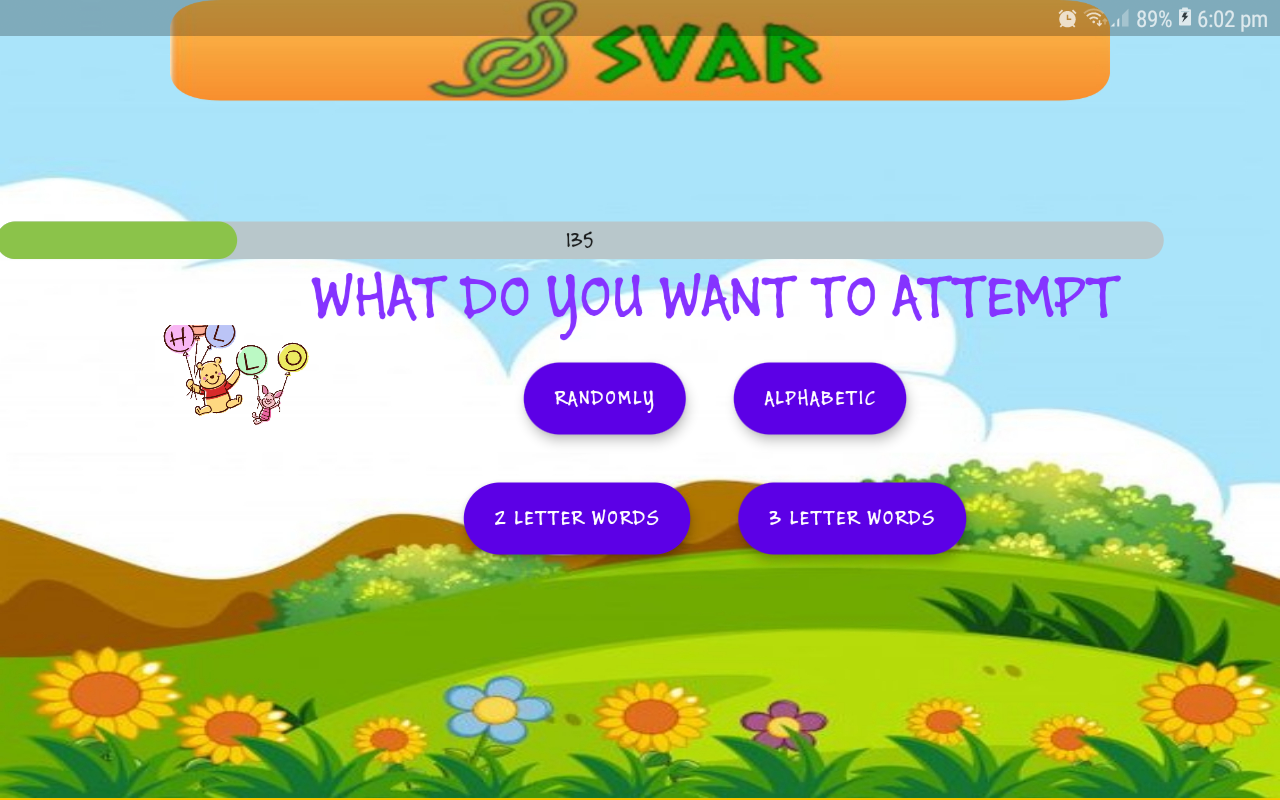 89% 6:02 pm
SVAR
135
WHAT DO YOU WANT TO ATTEMPT
H L
L O
RANDOMLY ALPHABETIC
2 LETTER WORDS 3 LETTER WORDS